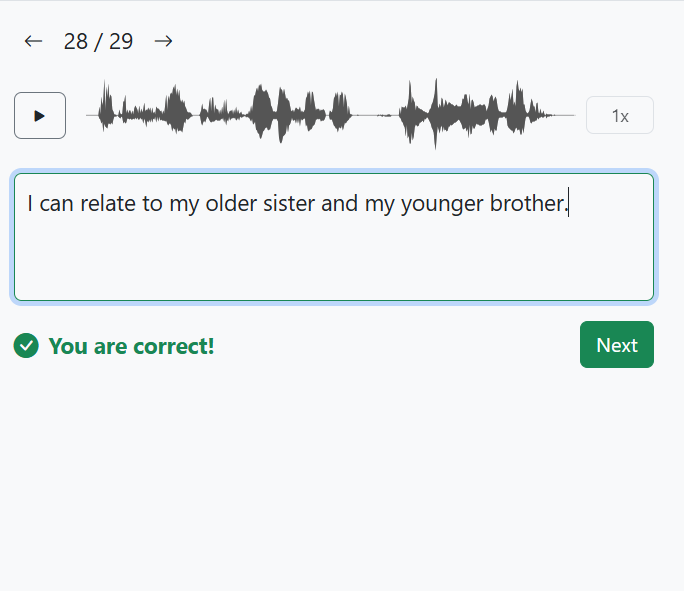 28 / 29
1x
I can relate to my older sister and my younger brother.
You are correct!
Next